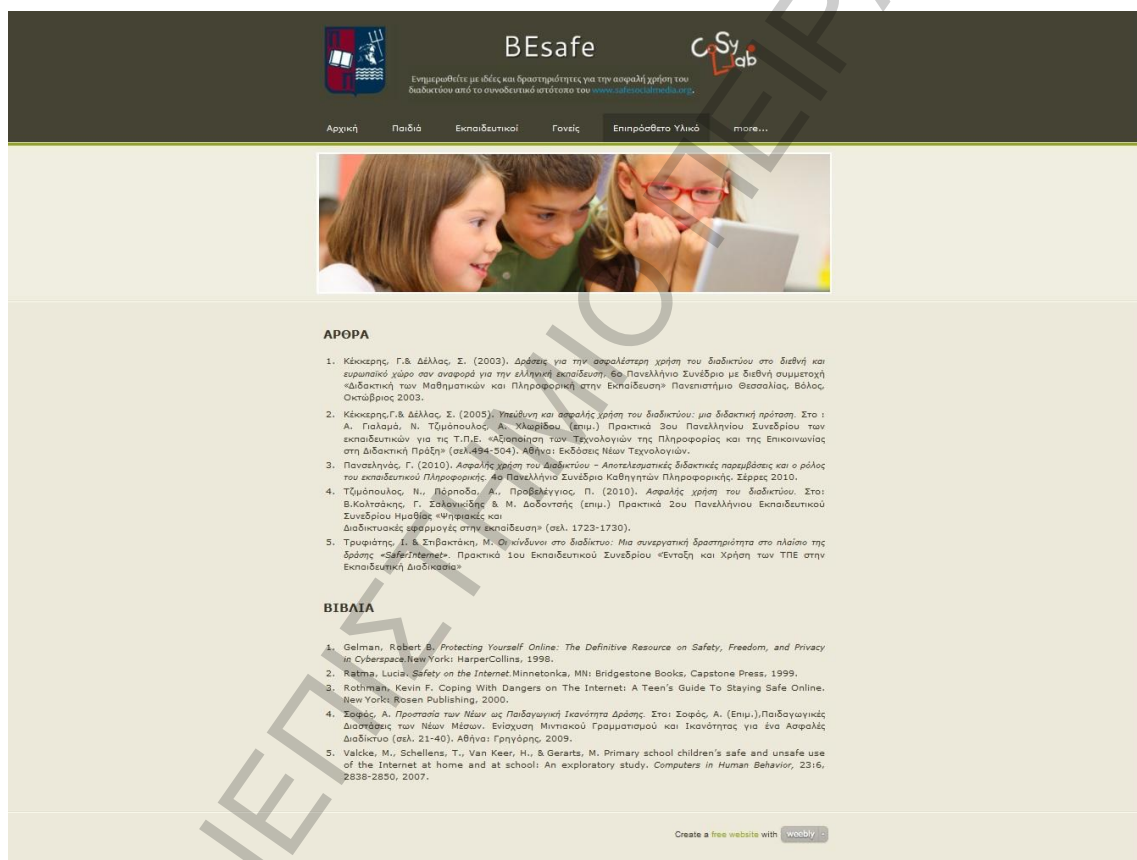 BEsafe
CoSy Lab
Ενημερωθείτε με ιδέες και δραστηριότητες για την ασφαλή χρήση του
διαδικτύου από το συνοδευτικό ιστότοπο του www.safesocialmedia.org.
Αρχική Παιδιά Εκπαιδευτικοί Γονείς Επιπρόσθετο Υλικό more...
ΑΡΘΡΑ
1. Κέκκερης, Γ.& Δέλλας, Σ. (2003). Δράσεις για την ασφαλέστερη χρήση του διαδικτύου στο διεθνή και
ευρωπαϊκό χώρο σαν αναφορά για την ελληνική εκπαίδευση. 6ο Πανελλήνιο Συνέδριο με διεθνή συμμετοχή
«Διδακτική των Μαθηματικών και Πληροφορική στην Εκπαίδευση» Πανεπιστήμιο Θεσσαλίας, Βόλος,
Οκτώβριος 2003.
2. Κέκκερης,Γ.& Δέλλας, Σ. (2005). Υπεύθυνη και ασφαλής χρήση του διαδικτύου: μια διδακτική πρόταση. Στο :
Α. Γιαλαμά, Ν. Τζιμόπουλος, Α. Χλωρίδου (επιμ.) Πρακτικά 3ου Πανελληνίου Συνεδρίου των
εκπαιδευτικών για τις Τ.Π.Ε. «Αξιοποίηση των Τεχνολογιών της Πληροφορίας και της Επικοινωνίας
στη Διδακτική Πράξη» (σελ.494-504). Αθήνα: Εκδόσεις Νέων Τεχνολογιών.
3. Πανσεληνάς, Γ. (2010). Ασφαλής χρήση του Διαδικτύου – Αποτελεσματικές διδακτικές παρεμβάσεις και ο ρόλος
του εκπαιδευτικού Πληροφορικής. 4ο Πανελλήνιο Συνέδριο Καθηγητών Πληροφορικής. Σέρρες 2010.
4. Τζιμόπουλος, Ν., Πόρποδα, Α., Προβελέγγιος, Π. (2010). Ασφαλής χρήση του διαδικτύου. Στο:
Β.Κολτσάκης, Γ. Σαλονικίδης & Μ. Δοδοντσής (επιμ.) Πρακτικά 2ου Πανελλήνιου Εκπαιδευτικού
Συνεδρίου Ημαθίας «Ψηφιακές και
Διαδικτυακές εφαρμογές στην εκπαίδευση» (σελ. 1723-1730).
5. Τρυφιάτης, Ι. & Στιβακτάκη, Μ. Οι κίνδυνοι στο διαδίκτυο: Μια συνεργατική δραστηριότητα στο πλαίσιο της
δράσης «SaferInternet». Πρακτικά 1ου Εκπαιδευτικού Συνεδρίου «Ένταξη και Χρήση των ΤΠΕ στην
Εκπαιδευτική Διαδικασία»
ΒΙΒΛΙΑ
1. Gelman, Robert B. Protecting Yourself Online: The Definitive Resource on Safety, Freedom, and Privacy
in Cyberspace.New York: HarperCollins, 1998.
2. Ratma, Lucia. Safety on the Internet.Minnetonka, MN: Bridgestone Books, Capstone Press, 1999.
3. Rothman, Kevin F. Coping With Dangers on The Internet: A Teen's Guide To Staying Safe Online.
New York: Rosen Publishing, 2000.
4. Σοφός, Α. Προστασία των Νέων ως Παιδαγωγική Ικανότητα Δράσης. Στο: Σοφός, Α. (Επιμ.),Παιδαγωγικές
Διαστάσεις των Νέων Μέσων. Ενίσχυση Μιντιακού Γραμματισμού και Ικανότητας για ένα Ασφαλές
Διαδίκτυο (σελ. 21-40). Αθήνα: Γρηγόρης, 2009.
5. Valcke, M., Schellens, T., Van Keer, H., & Gerarts, M. Primary school children's safe and unsafe use
of the Internet at home and at school: An exploratory study. Computers in Human Behavior, 23:6,
2838-2850, 2007.
Create a free website with weebly